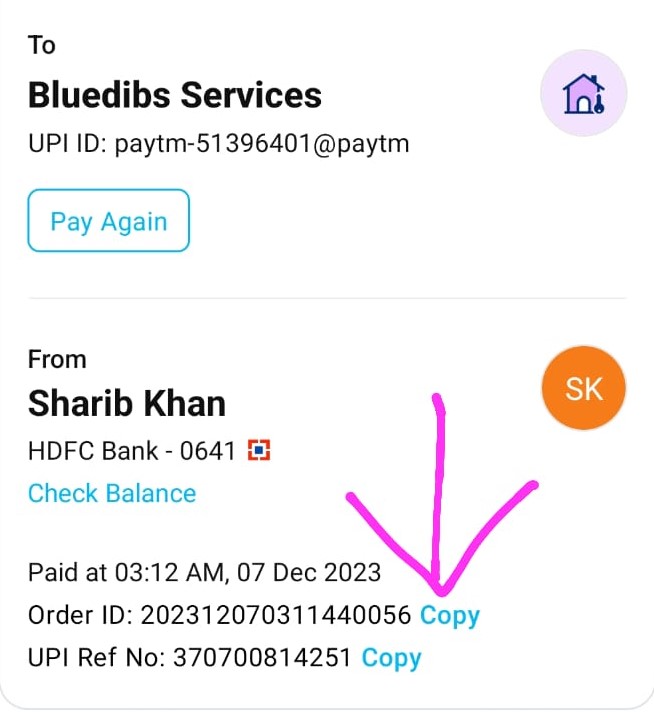 To
Bluedibs Services
UPI ID: paytm-51396401@paytm
Pay Again
From
SK
Sharib Khan
HDFC Bank - 0641
Check Balance
Paid at 03:12 AM, 07 Dec 2023
Order ID: 202312070311440056 Copy
UPI Ref No: 370700814251 Copy